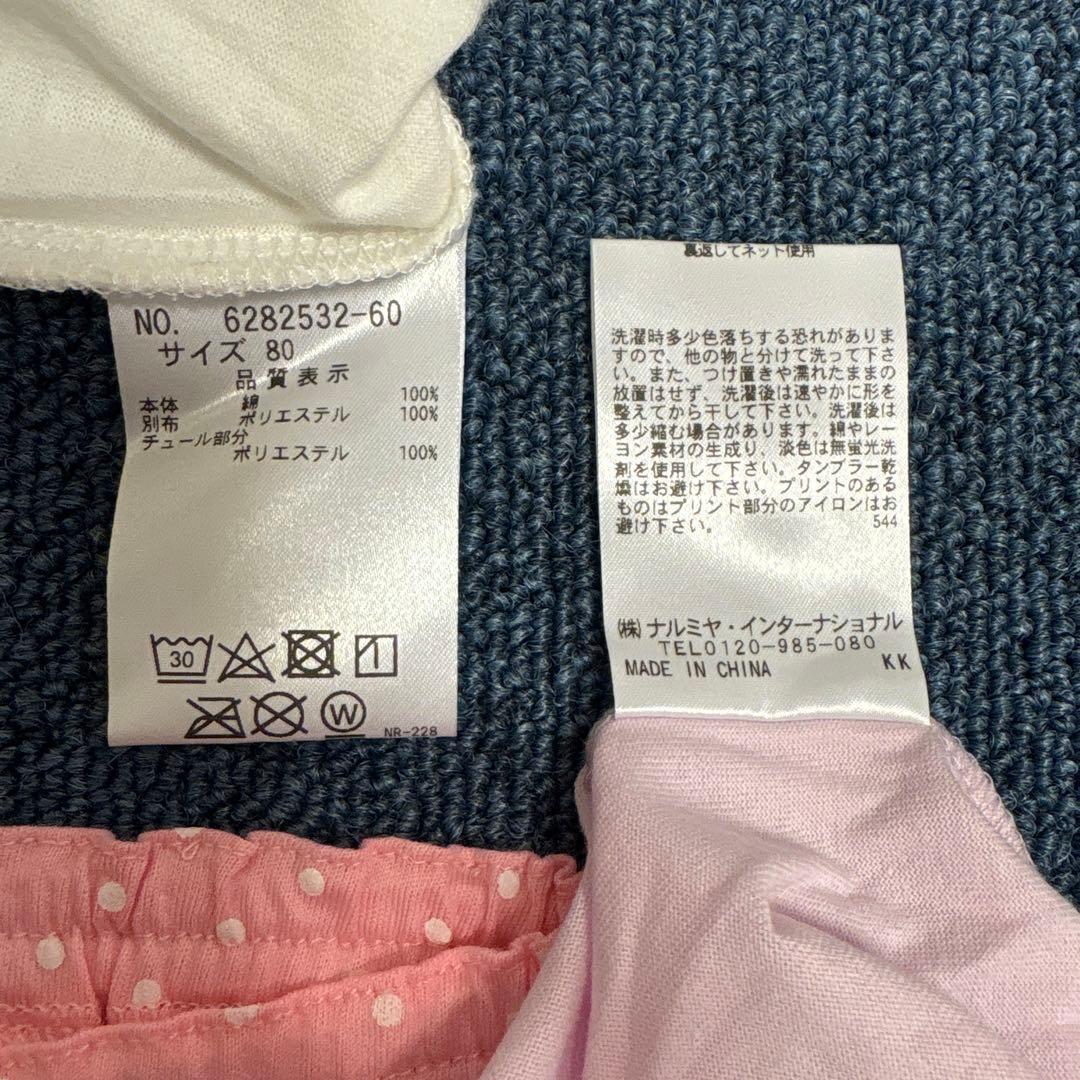 NO. 6282532-60
サイズ 80
品質表示
本体 綿 100%
別布 ポリエステル 100%
チュール部分
ポリエステル 100%
30
1
W
NR-228
裏返してネット使用
洗濯時多少色落ちする恐れがありま
すので、他の物と分けて洗って下さ
い。また、つけ置きや濡れたままの
放置はせず、洗濯後は速やかに形を
整えてから干して下さい。洗濯後は
多少縮む場合があります。綿やレー
ヨン素材の生成り、淡色は無蛍光洗
剤を使用して下さい。タンブラー乾
燥はお避け下さい。プリントのある
ものはプリント部分のアイロンはお
避け下さい。 544
㈱ナルミヤ・インターナショナル
TEL0120-985-080
MADE IN CHINA KK